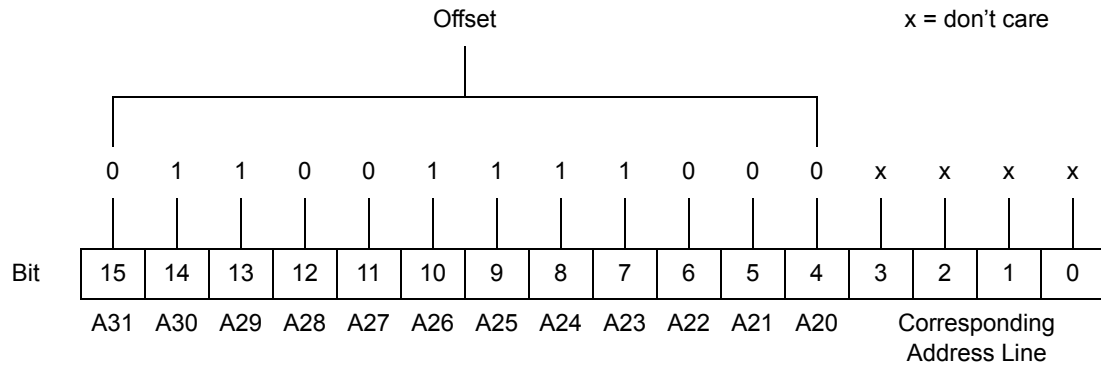 Offset x = don’t care
0 1 1 0 0 1 1 1 1 0 0 0 x x x x
Bit 15 14 13 12 11 10 9 8 7 6 5 4 3 2 1 0
A31 A30 A29 A28 A27 A26 A25 A24 A23 A22 A21 A20 Corresponding
Address Line